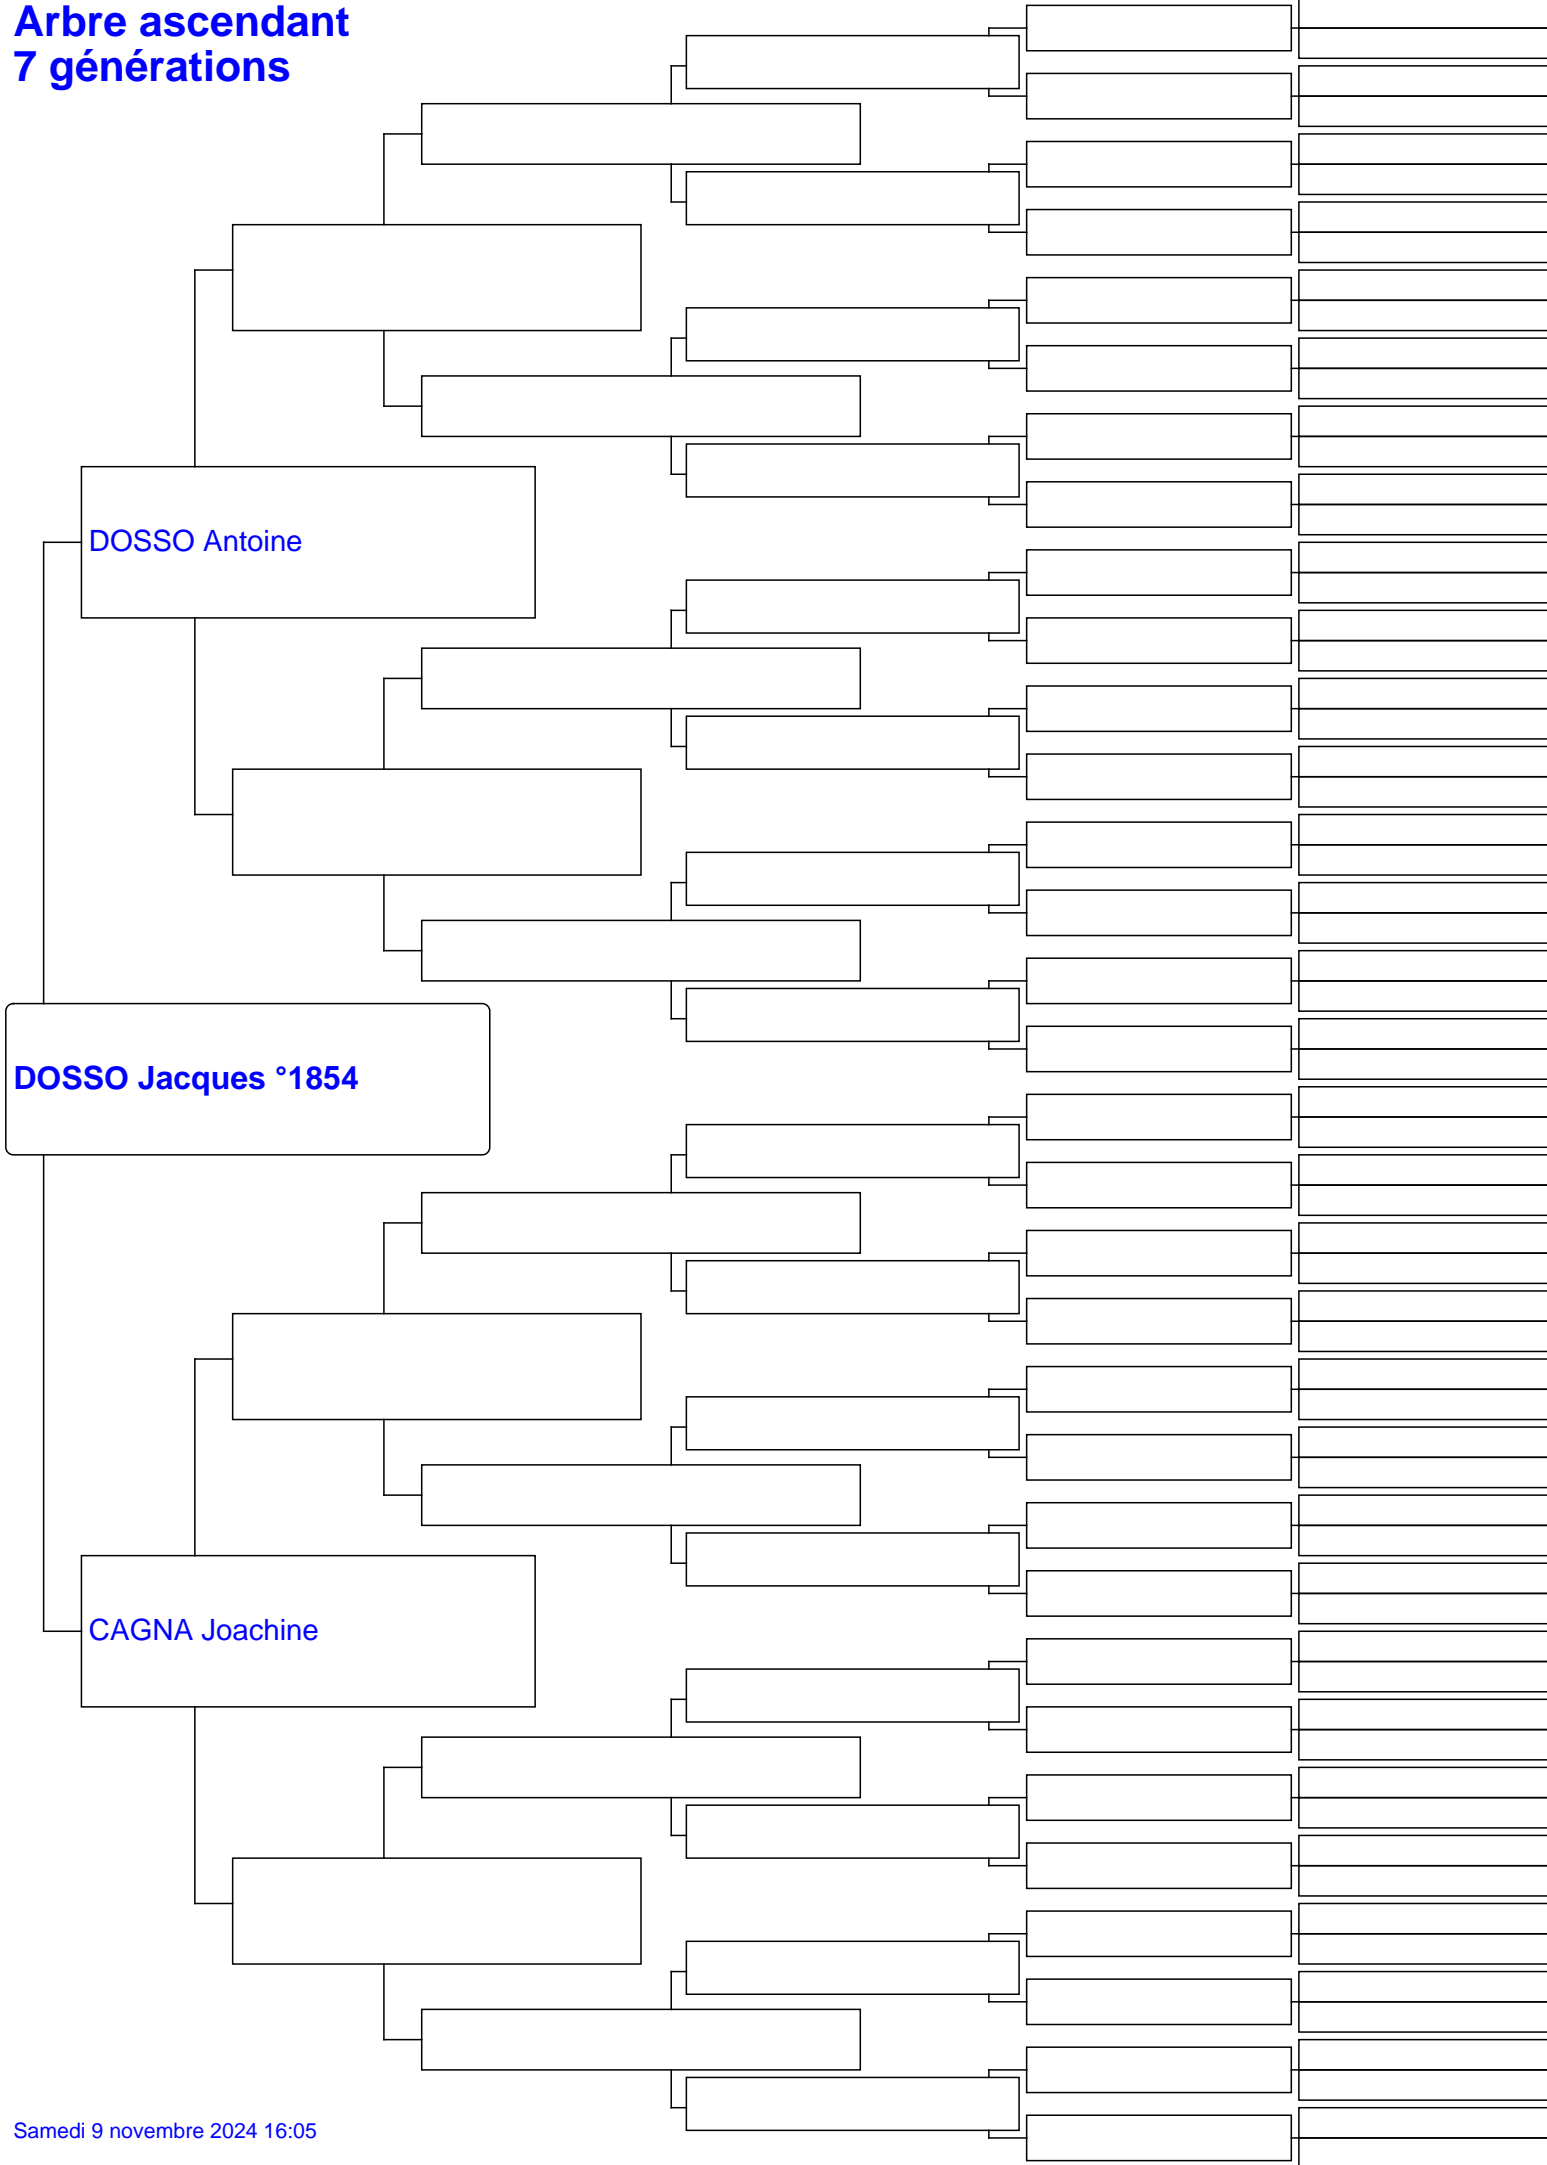 Arbre ascendant
7 générations
DOSSO Antoine
DOSSO Jacques °1854
CAGNA Joachine
Samedi 9 novembre 2024 16:05